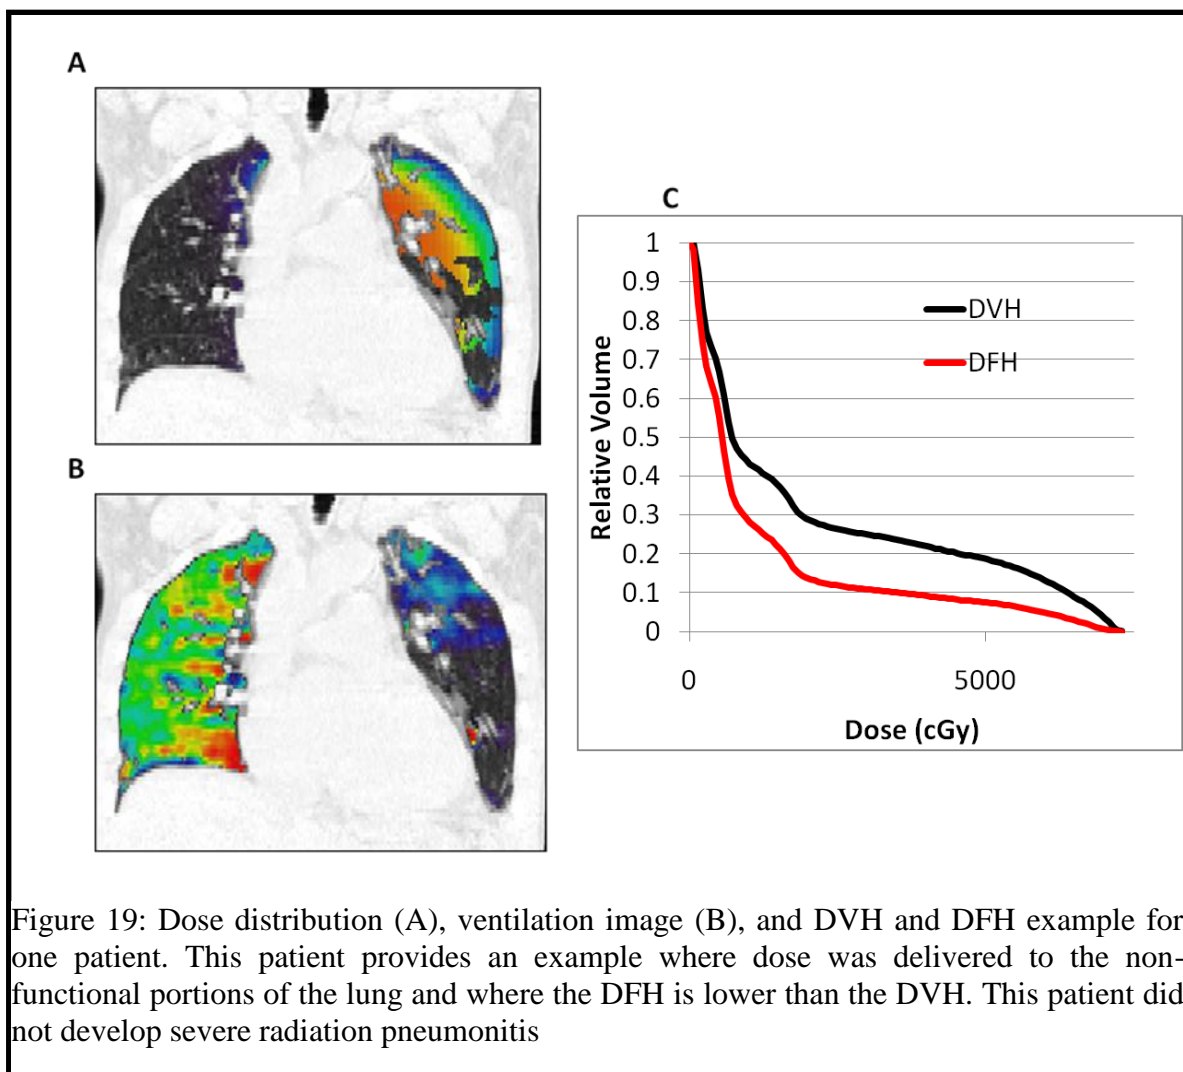 A
B
C
1
0.9
0.8
0.7
0.6
0.5
0.4
0.3
0.2
0.1
0
Relative Volume
DVH
DFH
0 5000
Dose (cGy)
Figure 19: Dose distribution (A), ventilation image (B), and DVH and DFH example for
one patient. This patient provides an example where dose was delivered to the non-
functional portions of the lung and where the DFH is lower than the DVH. This patient did
not develop severe radiation pneumonitis